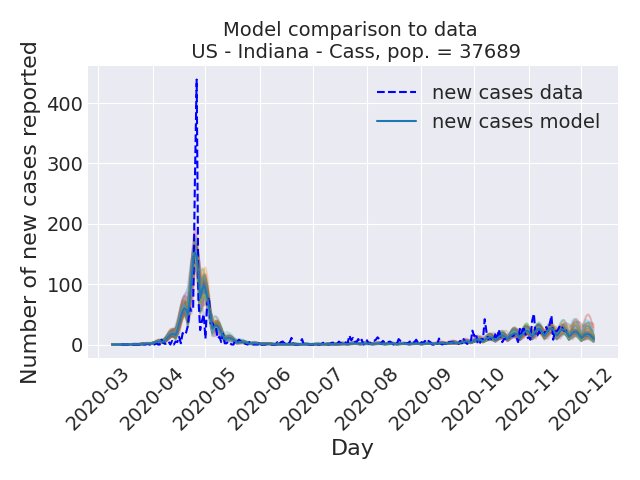 Model comparison to data
US - Indiana - Cass, pop. = 37689
Number of new cases reported
400
300
200
100
0
new cases data
new cases model
2020-03
2020-04
2020-05
2020-06
2020-07
2020-08
2020-09
2020-10
2020-11
2020-12
Day